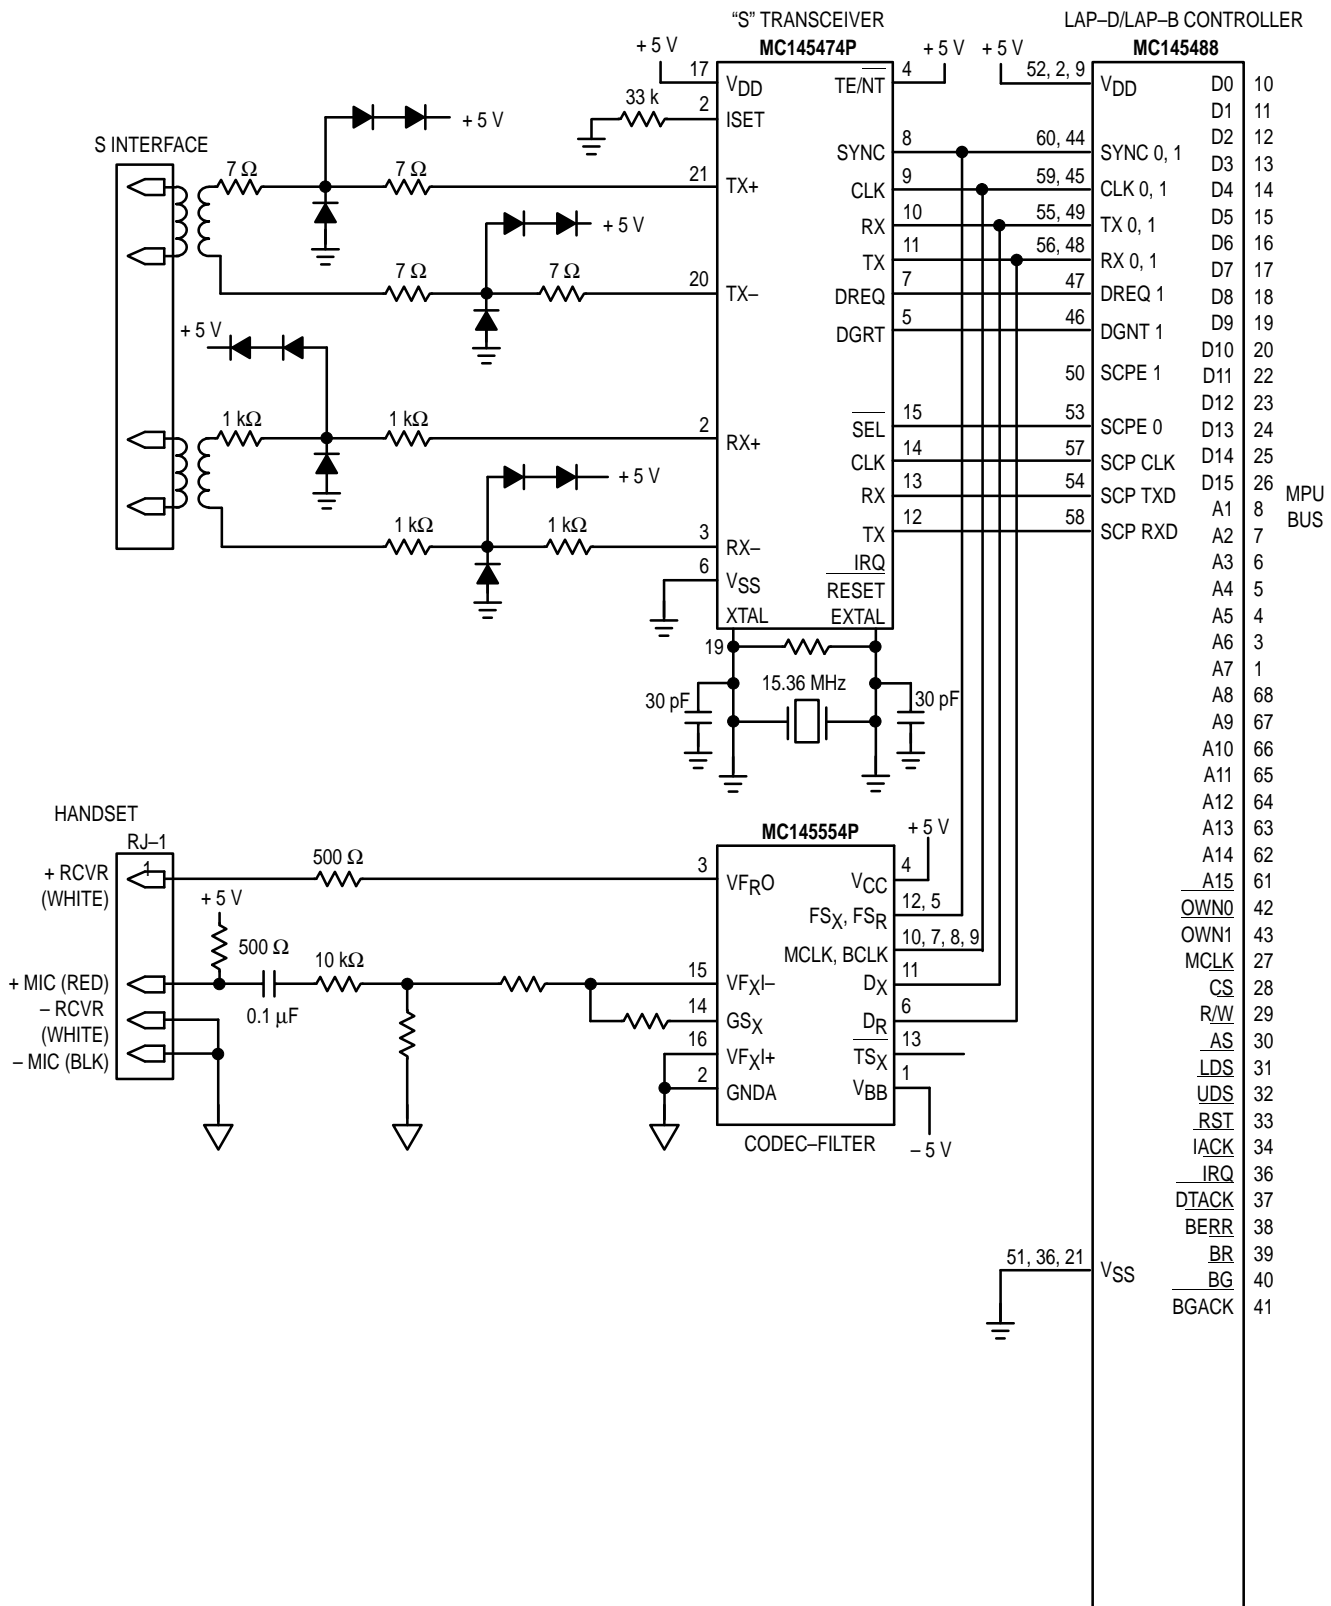 “S” TRANSCEIVER
MC145474P
LAP–D/LAP–B CONTROLLER
MC145488
+ 5 V
+ 5 V
+ 5 V
17
VDD
TE/NT
4
52, 2, 9
VDD
D0 10
33 k
2
ISET
D1 11
+ 5 V
S INTERFACE
SYNC
8
60, 44
SYNC 0, 1
D2 12
D3 13
7 Ω
7 Ω
21
TX+
CLK
9
59, 45
CLK 0, 1
D4 14
RX
10
55, 49
TX 0, 1
D5 15
+ 5 V
TX
11
56, 48
RX 0, 1
D6 16
D7 17
7 Ω
7 Ω
20
TX–
DREQ
7
47
DREQ 1
D8 18
DGRT
5
46
DGNT 1
D9 19
+ 5 V
D10 20
50
SCPE 1
D11 22
D12 23
1 kΩ
1 kΩ
2
RX+
SEL
15
53
SCPE 0
D13 24
CLK
14
57
SCP CLK
D14 25
+ 5 V
RX
13
54
SCP TXD
D15 26
MPU
BUS
A1 8
1 kΩ
1 kΩ
3
RX–
TX
12
58
SCP RXD
A2 7
6
VSS
IRQ
A3 6
RESET
A4 5
XTAL
EXTAL
A5 4
19
A6 3
15.36 MHz
A7 1
30 pF
30 pF
A8 68
A9 67
A10 66
A11 65
A12 64
HANDSET
RJ–1
MC145554P
+ 5 V
A13 63
A14 62
1
+ RCVR
(WHITE)
500 Ω
3
VFRO
VCC
4
A15 61
+ 5 V
FSX, FSR
12, 5
OWN0 42
500 Ω
MCLK, BCLK
10, 7, 8, 9
OWN1 43
10 kΩ
MCLK 27
+ MIC (RED)
0.1 μF
15
VFXI–
DX
11
CS 28
– RCVR
(WHITE)
14
GSX
DR
6
R/W 29
– MIC (BLK)
16
VFXI+
TSX
13
AS 30
LDS 31
2
GNDA
VBB
1
UDS 32
RST 33
CODEC–FILTER
– 5 V
IACK 34
IRQ 36
DTACK 37
BERR 38
51, 36, 21
VSS
BR 39
BG 40
BGACK 41